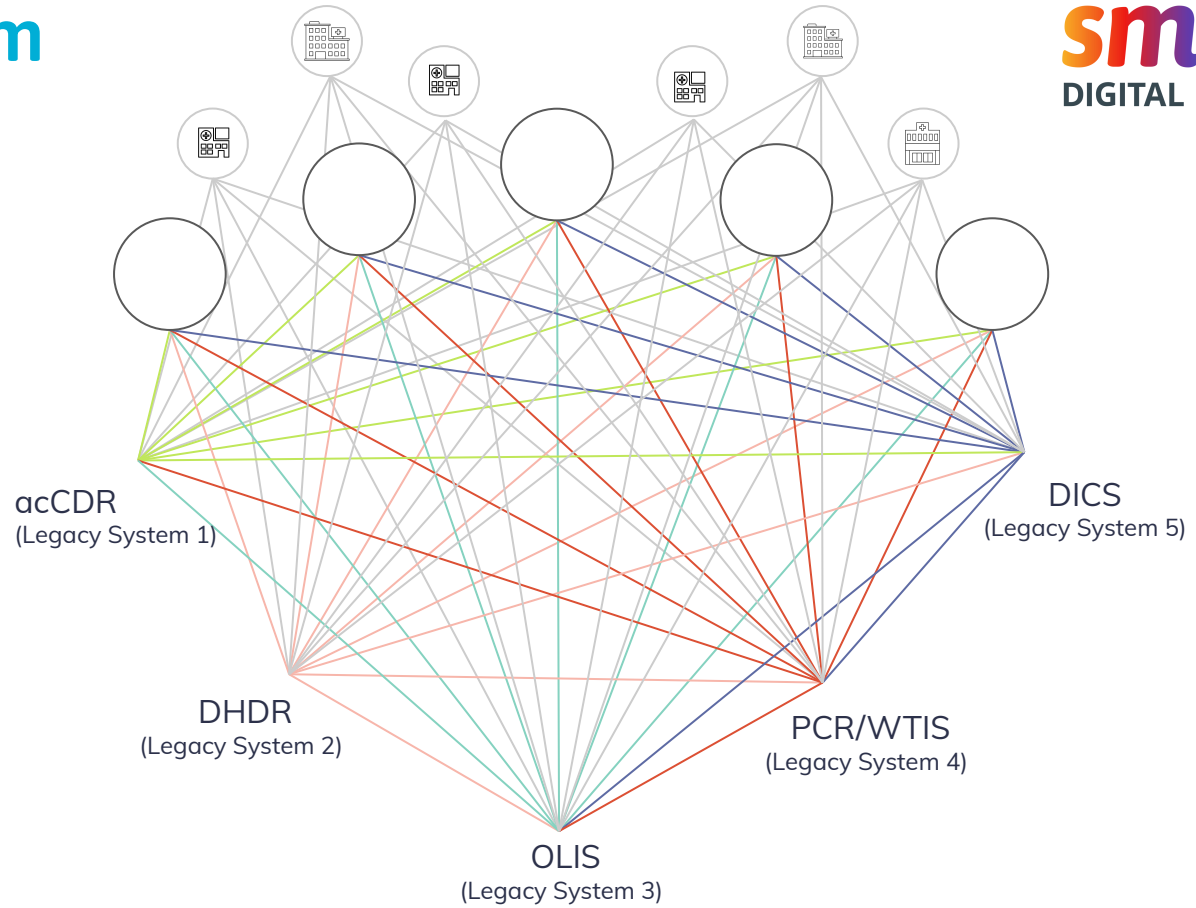 m
sm
DIGITAL
acCDR
(Legacy System 1)
DICS
(Legacy System 5)
DHDR
(Legacy System 2)
PCR/WTIS
(Legacy System 4)
OLIS
(Legacy System 3)